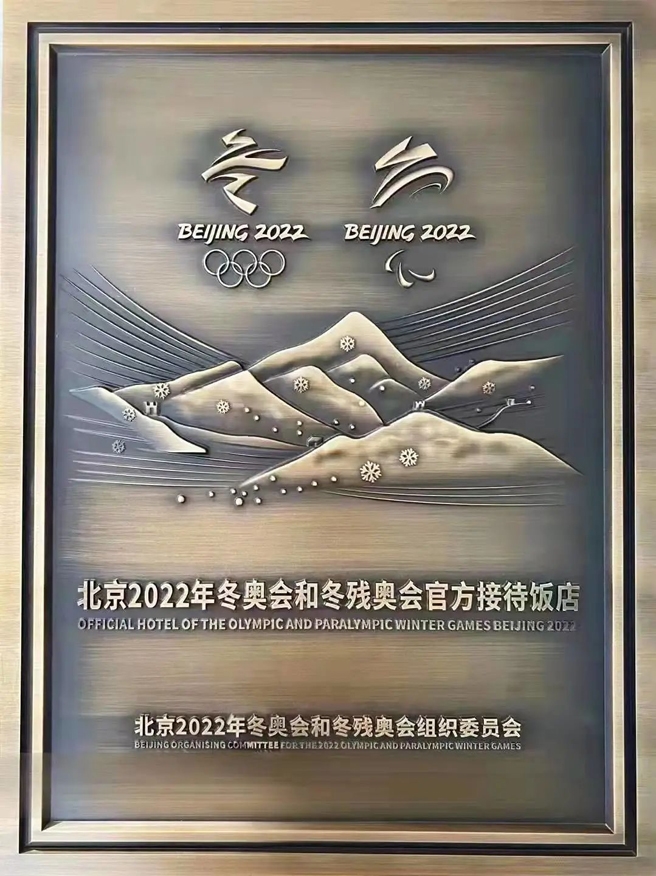 BEIJING 2022
BEIJING 2022
北京2022年冬奥会和冬残奥会官方接待饭店
OFFICIAL HOTEL OF THE OLYMPIC AND PARALYMPIC WINTER GAMES BEIJING 2022
北京2022年冬奥会和冬残奥会组织委员会
BEIJING ORGANISING COMMITTEE FOR THE 2022 OLYMPIC AND PARALYMPIC WINTER GAMES